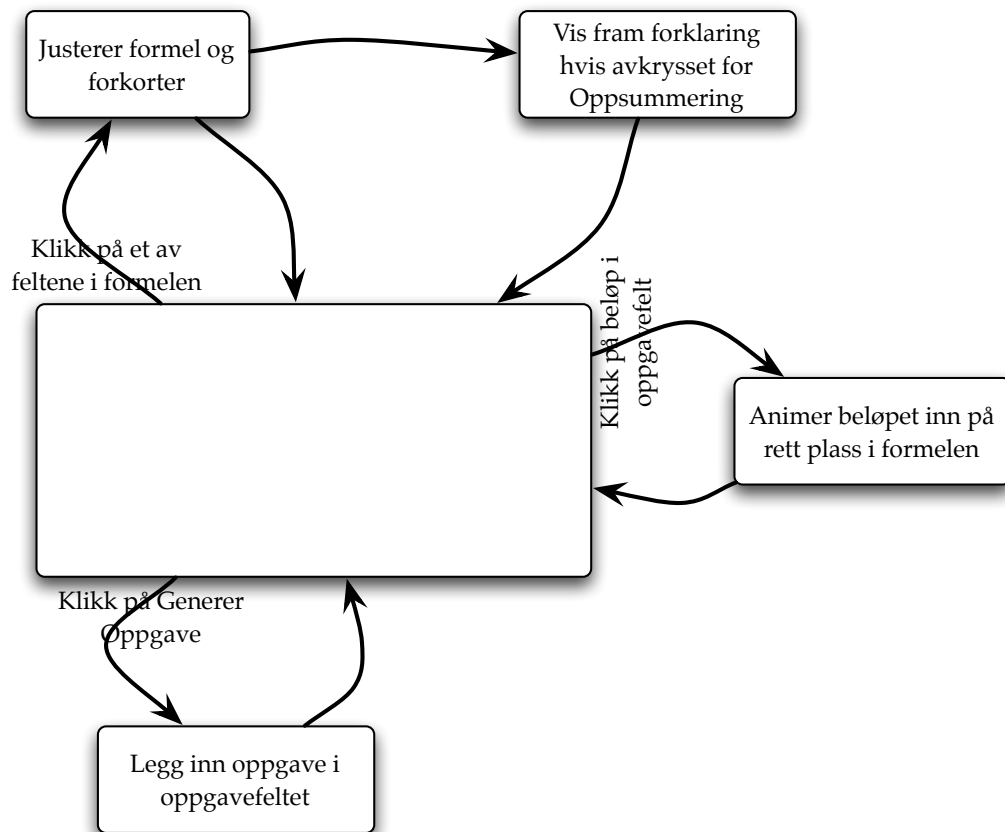 Justerer formel og
forkorter
Vis fram forklaring
hvis avkrysset for
Oppsummering
Klikk på et av
feltene i formelen
Klikk på beløp i
oppgavefelt
Animer beløpet inn på
rett plass i formelen
Klikk på Generer
Oppgave
Legg inn oppgave i
oppgavefeltet